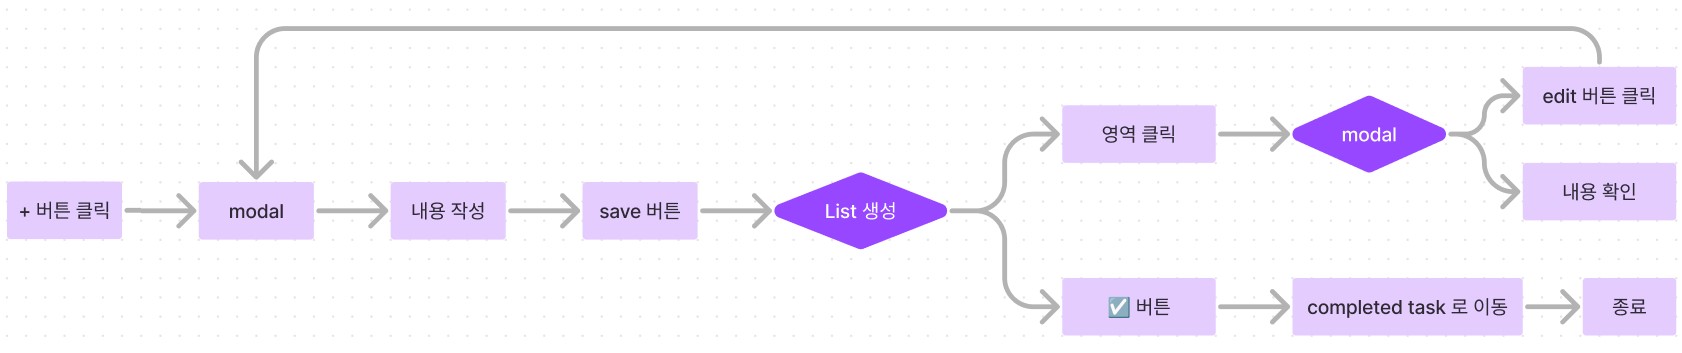 + 버튼 클릭
modal
내용 작성
save 버튼
List 생성
영역 클릭
modal
edit 버튼 클릭
내용 확인
☑️ 버튼
completed task 로 이동
종료